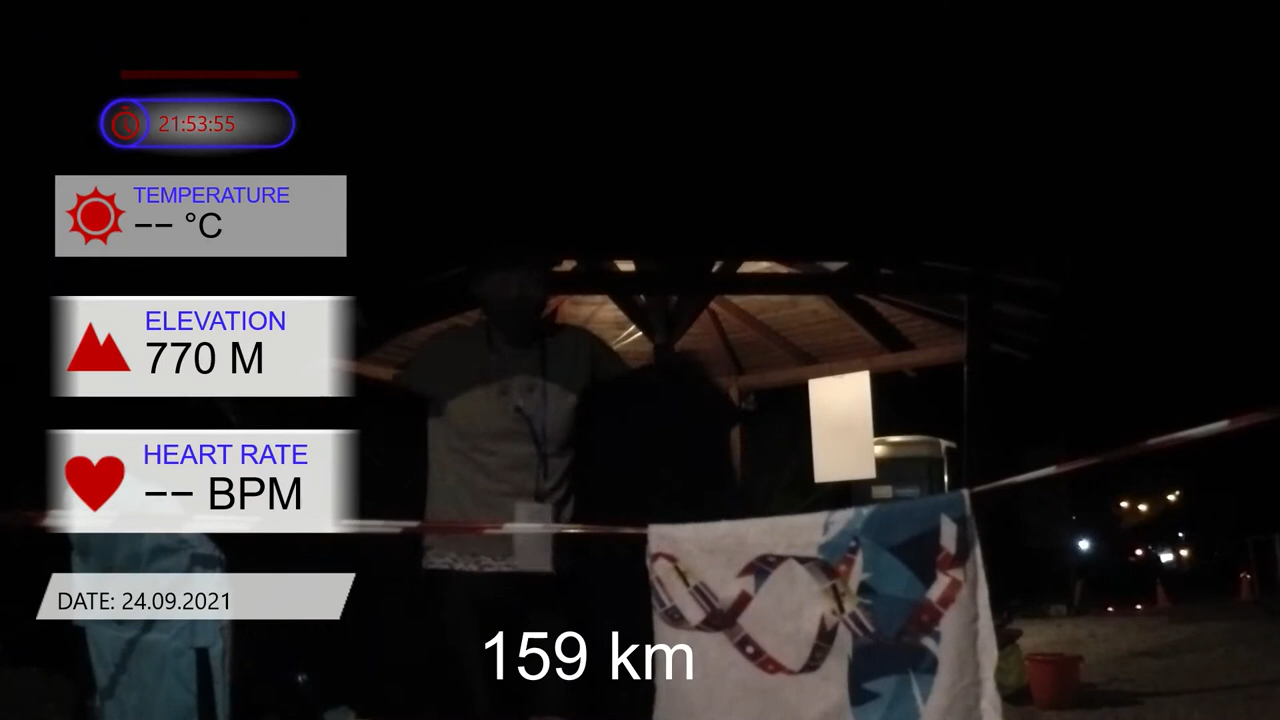 21:53:55
TEMPERATURE
−− °C
ELEVATION
770 M
HEART RATE
−− BPM
DATE: 24.09.2021
159 km